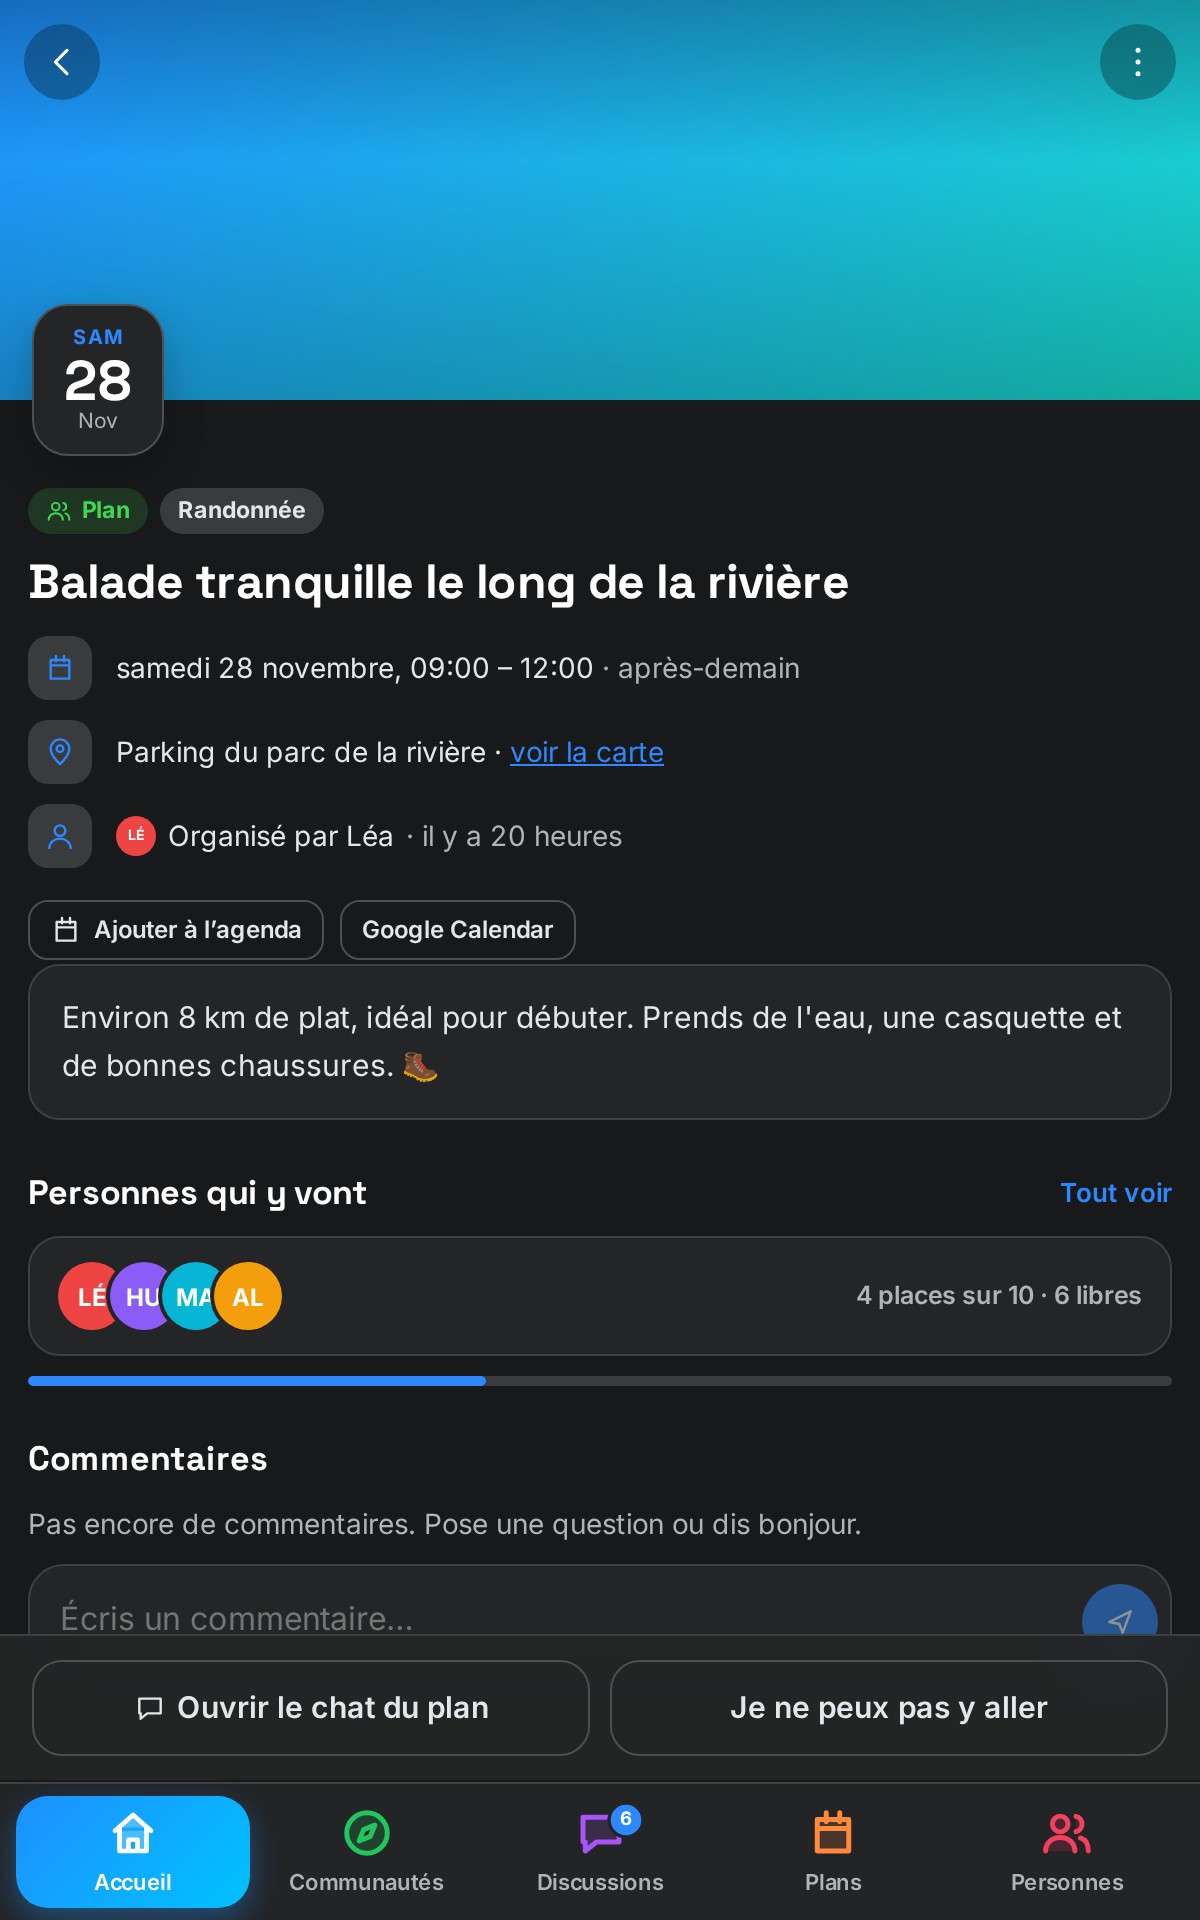 SAM
28
Nov
Plan
Randonnée
Balade tranquille le long de la rivière
samedi 28 novembre, 09:00 – 12:00 · après-demain
Parking du parc de la rivière · voir la carte
LÉ Organisé par Léa · il y a 20 heures
Ajouter à l’agenda
Google Calendar
Environ 8 km de plat, idéal pour débuter. Prends de l'eau, une casquette et
de bonnes chaussures. 🥾
Personnes qui y vont
Tout voir
LÉ HU MA AL
4 places sur 10 · 6 libres
Commentaires
Pas encore de commentaires. Pose une question ou dis bonjour.
Écris un commentaire...
Ouvrir le chat du plan
Je ne peux pas y aller
6
Accueil
Communautés
Discussions
Plans
Personnes